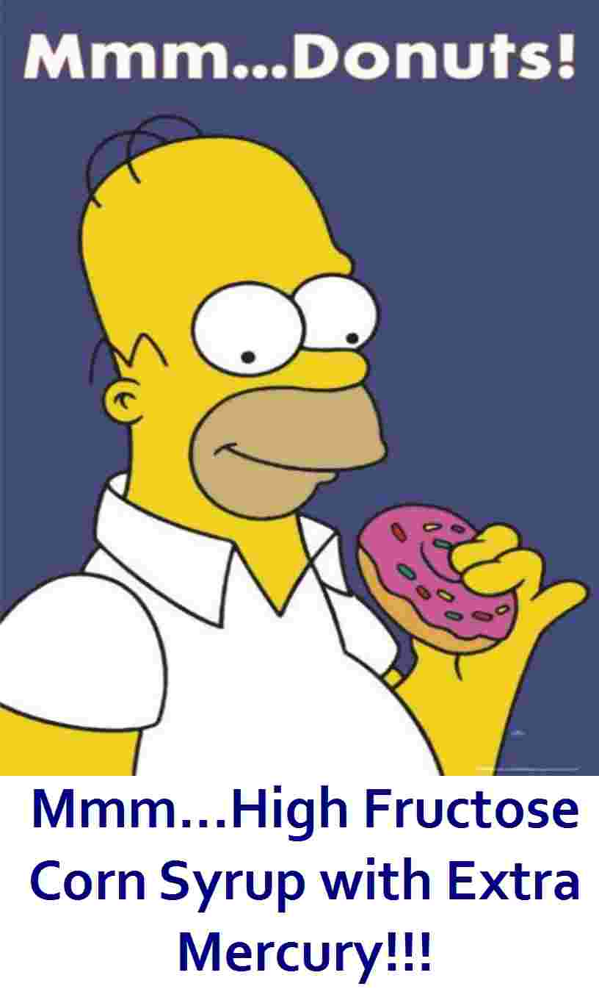 Mmm...Donuts!
Mmm...High Fructose
Corn Syrup with Extra
Mercury!!!